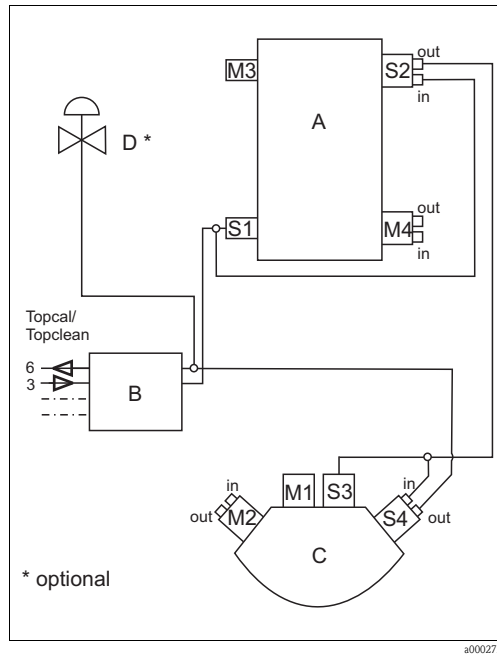 out
M3
S2
in
A
D *
out
S1
M4
in
Topcal/
Topclean
6
3
B
in
M1
S3
in
out
M2
S4
out
C
* optional
a00027